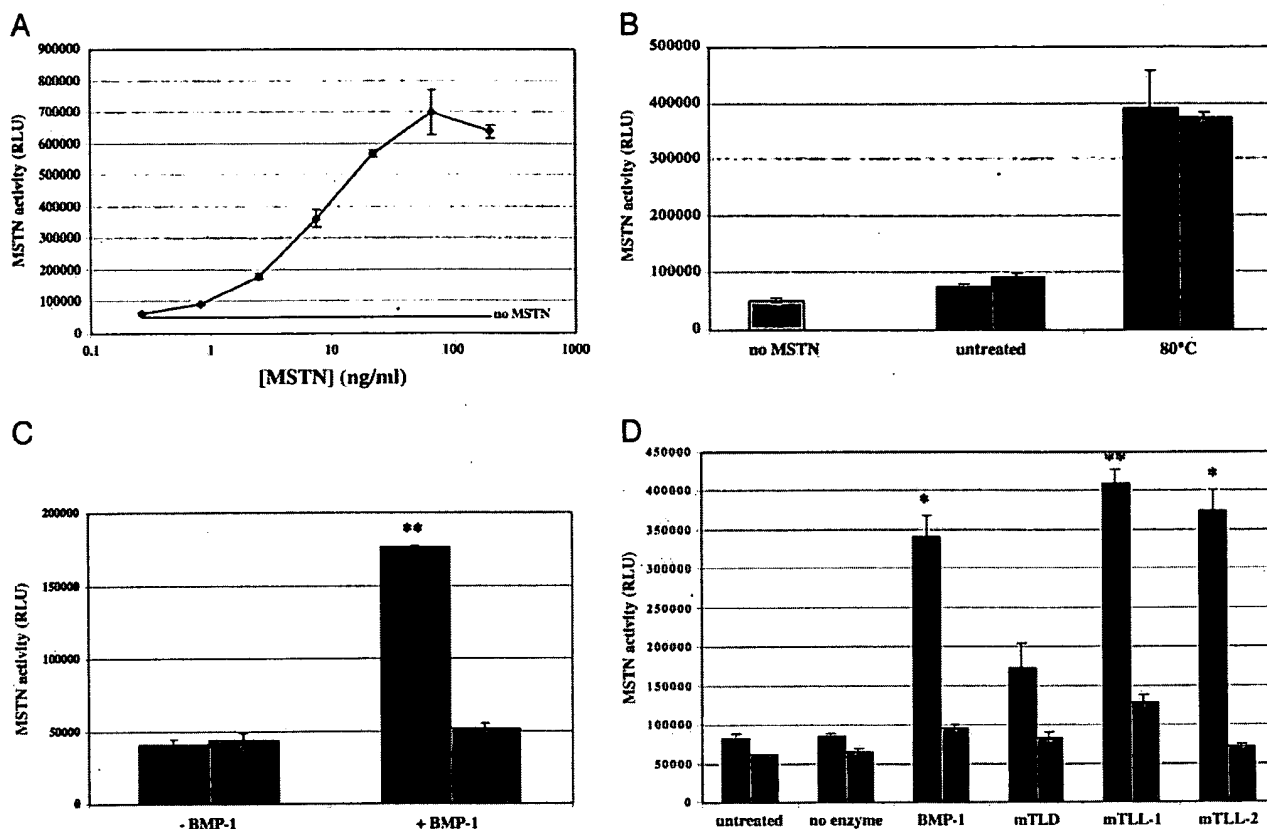 A
MSTN activity (RLU)
900000
800000
700000
600000
500000
400000
300000
200000
100000
0
no MSTN
0.1
1
10
100
1000
[MSTN] (ng/ml)
B
MSTN activity (RLU)
500000
400000
300000
200000
100000
0
no MSTN
untreated
80°C
C
MSTN activity (RLU)
200000
150000
100000
50000
0
**
- BMP-1
+ BMP-1
D
MSTN activity (RLU)
450000
400000
350000
300000
250000
200000
150000
100000
50000
0
*
**
*
untreated
no enzyme
BMP-1
mTLD
mTLL-1
mTLL-2